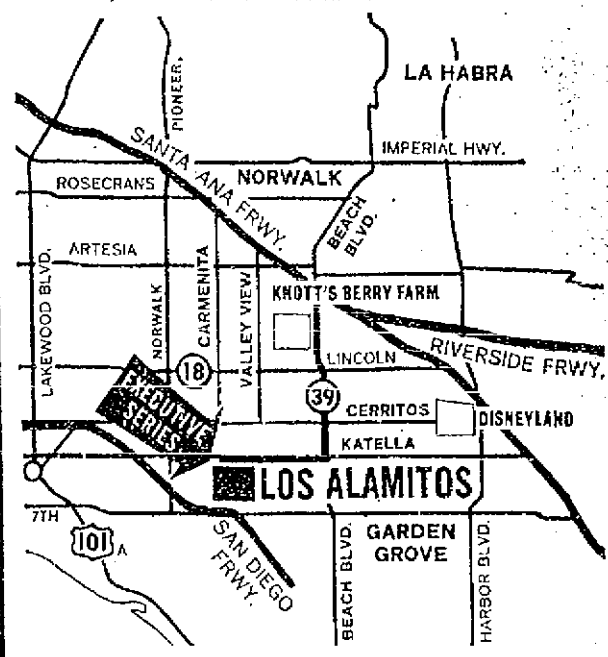 LA HABRA
PIONEER
IMPERIAL HWY.
SANTA ANA FRWY.
ROSECRANS
NORWALK
BEACH
BLVD.
ARTESIA
LAKEWOOD BLVD.
NORWALK
CARMENITA
VALLEY VIEW
KNOTT'S BERRY FARM
LINCOLN
RIVERSIDE FRWY.
18
39
EXECUTIVE
SERIES
CERRITOS
DISNEYLAND
KATELLA
LOS ALAMITOS
7TH
101 A
SAN DIEGO
FRWY.
GARDEN
GROVE
BEACH BLVD.
HARBOR BLVD.